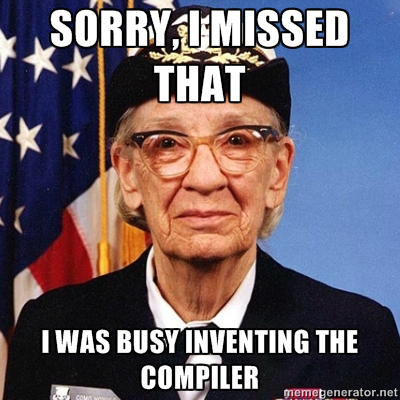 SORRY, I MISSED
THAT
I WAS BUSY INVENTING THE
COMPILER
memegenerator.net